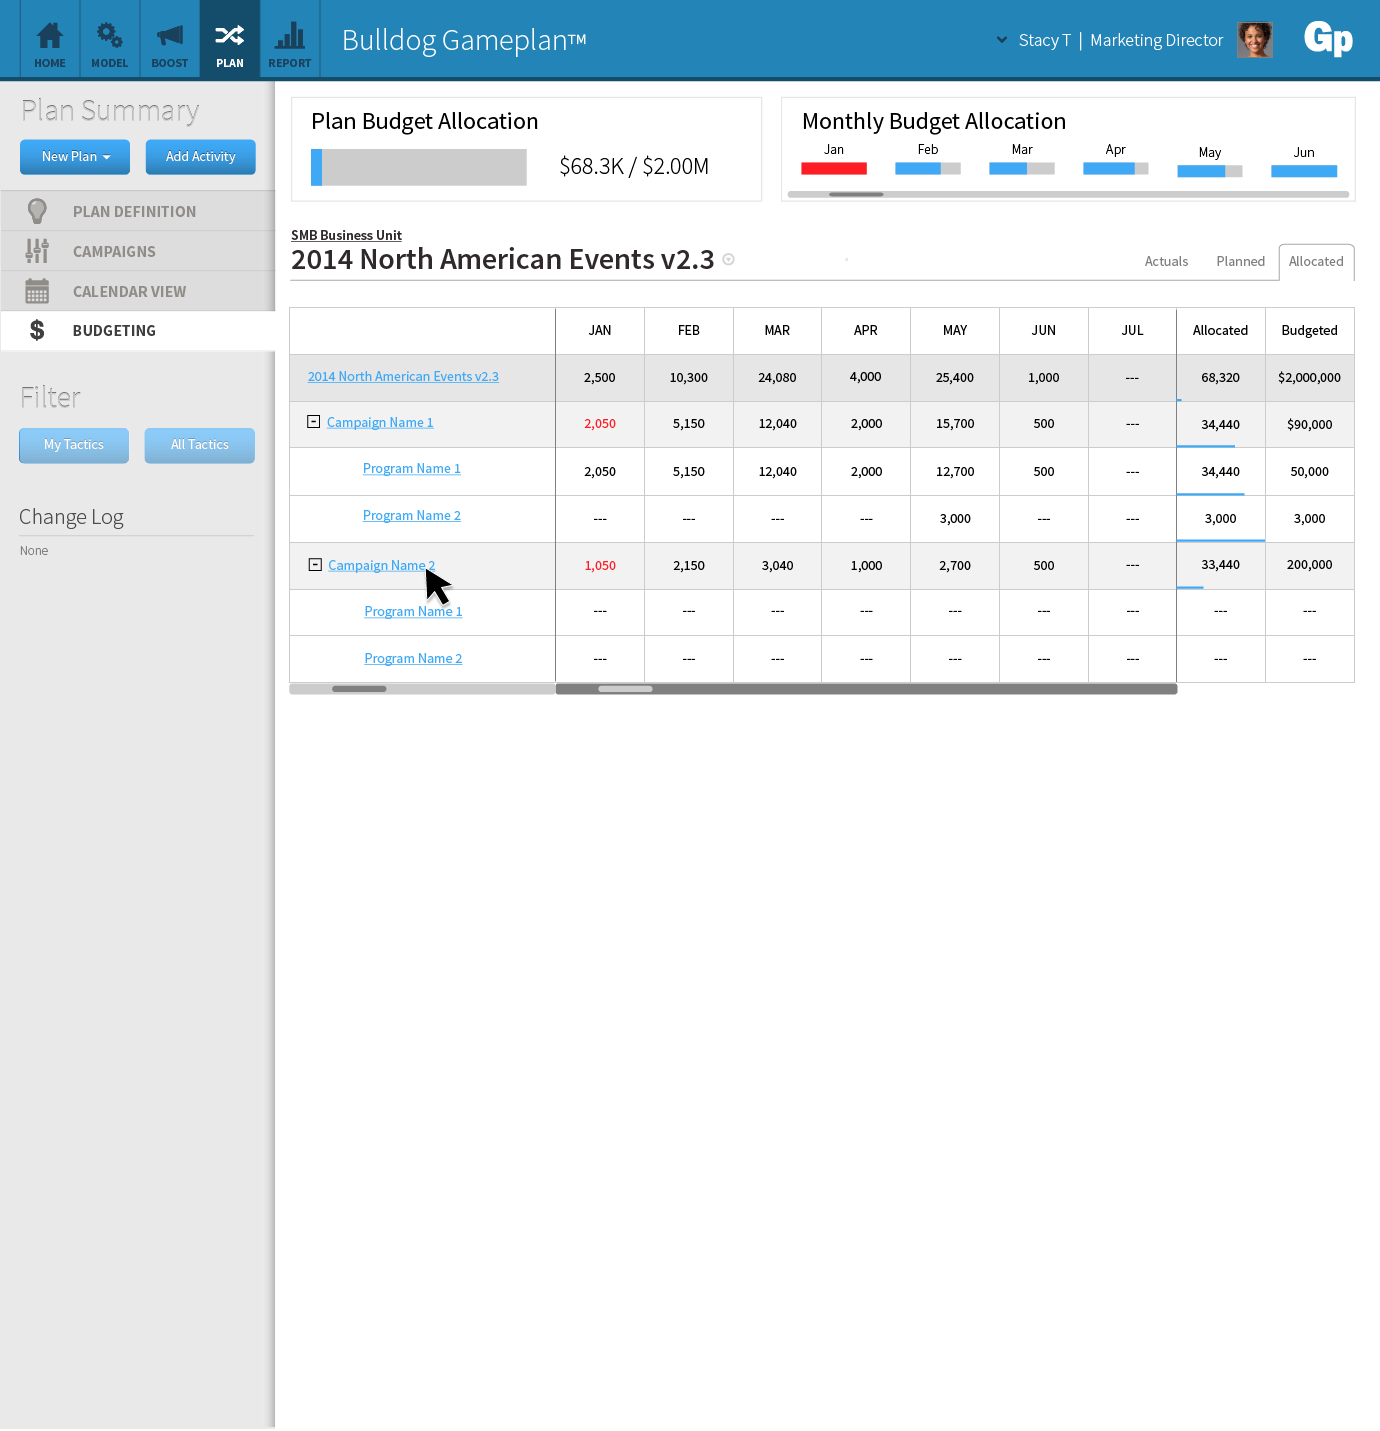 HOME MODEL BOOST PLAN REPORT
Bulldog Gameplan™
Stacy T | Marketing Director
Gp
Plan Summary
New Plan
Add Activity
PLAN DEFINITION
CAMPAIGNS
CALENDAR VIEW
BUDGETING
Filter
My Tactics
All Tactics
Change Log
None
Plan Budget Allocation
$68.3K / $2.00M
Monthly Budget Allocation
Jan Feb Mar Apr May Jun
SMB Business Unit
2014 North American Events v2.3
Actuals Planned Allocated
JAN FEB MAR APR MAY JUN JUL Allocated Budgeted
2014 North American Events v2.3 2,500 10,300 24,080 4,000 25,400 1,000 --- 68,320 $2,000,000
Campaign Name 1 2,050 5,150 12,040 2,000 15,700 500 --- 34,440 $90,000
Program Name 1 2,050 5,150 12,040 2,000 12,700 500 --- 34,440 50,000
Program Name 2 --- --- --- --- 3,000 --- --- 3,000 3,000
Campaign Name 2 1,050 2,150 3,040 1,000 2,700 500 --- 33,440 200,000
Program Name 1 --- --- --- --- --- --- --- --- ---
Program Name 2 --- --- --- --- --- --- --- --- ---